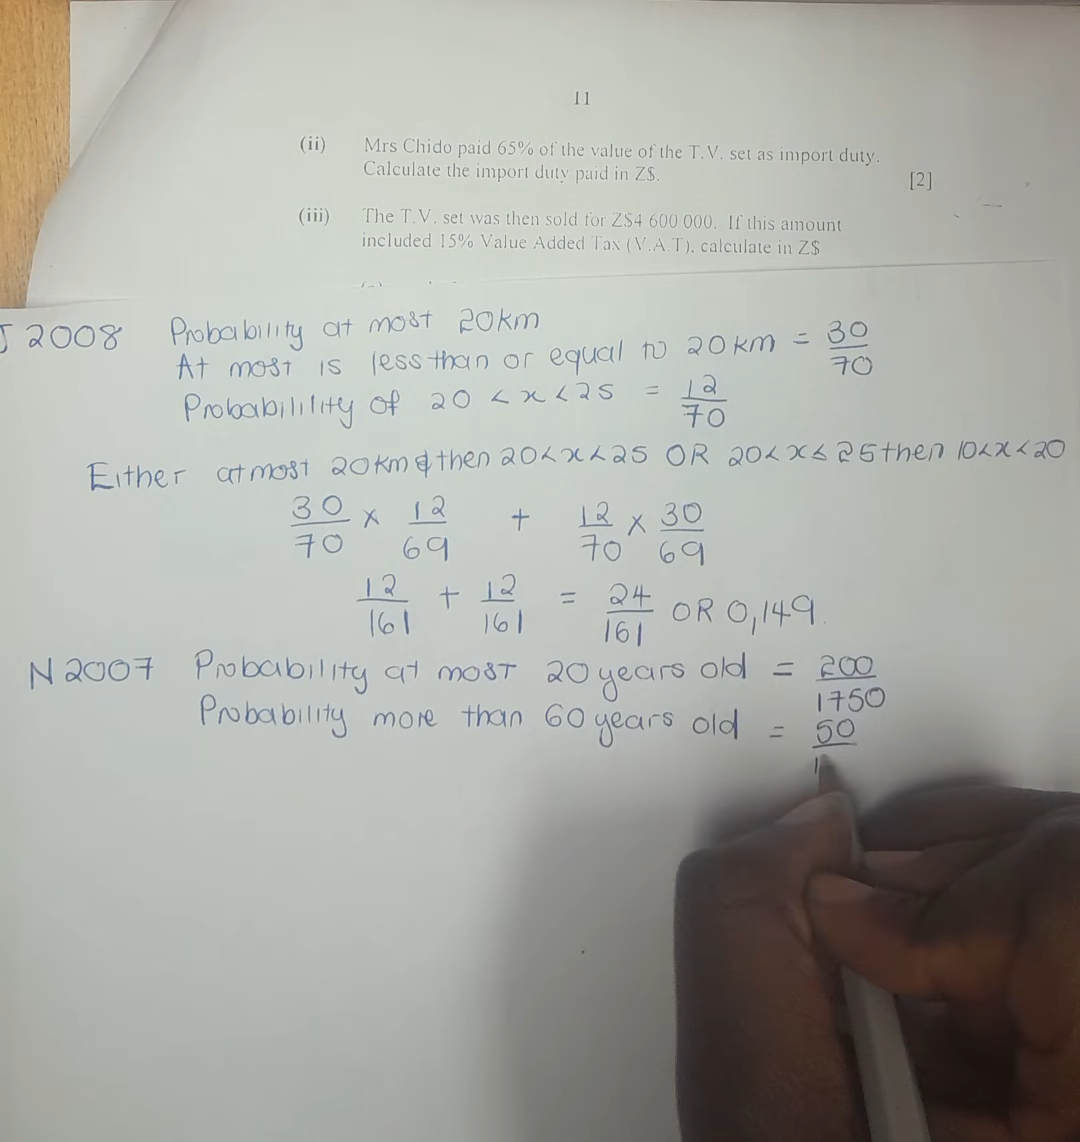 11
(ii) Mrs Chido paid 65% of the value of the T.V. set as import duty.
Calculate the import duty paid in Z$.
[2]
(iii) The T.V. set was then sold for Z$4 600 000. If this amount
included 15% Value Added Tax (V.A.T), calculate in Z$
J 2008 Probability at most 20km
At most is less than or equal to 20km = 30/70
Probabilility of 20 < x < 25 = 12/70
Either at most 20km & then 20<x<25 OR 20<x≤25 then 10<x<20
30/70 x 12/69 + 12/70 x 30/69
12/161 + 12/161 = 24/161 OR 0,149.
N 2007 Probability at most 20 years old = 200/1750
Probability more than 60 years old = 50/1